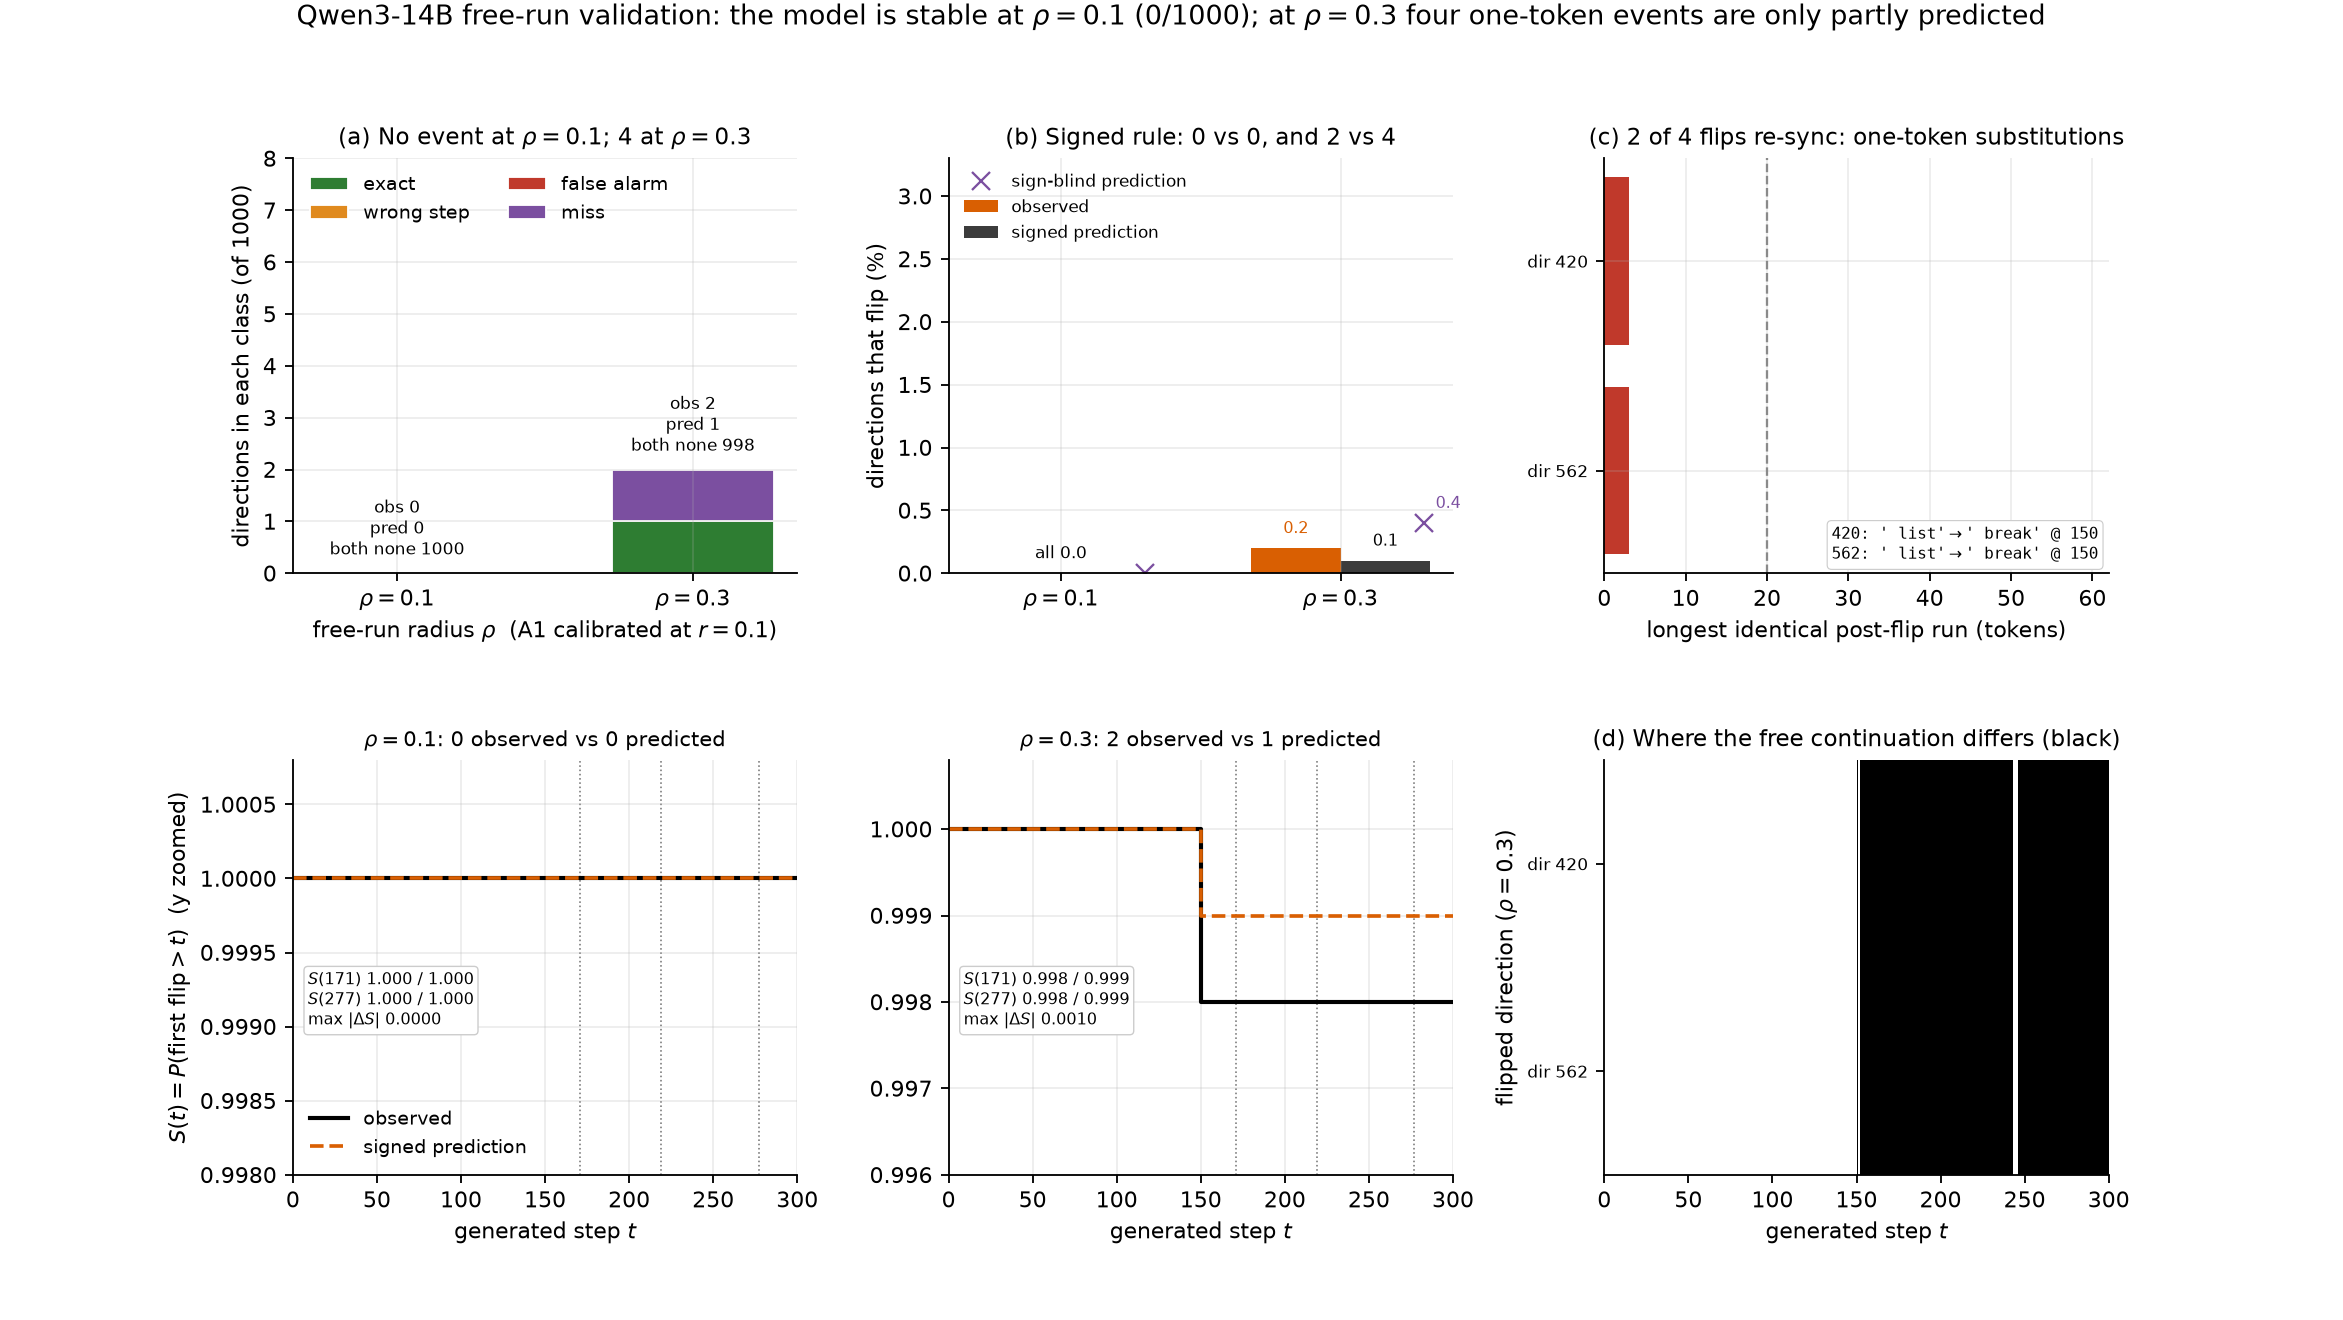 Qwen3-14B free-run validation: the model is stable at ρ = 0.1 (0/1000); at ρ = 0.3 four one-token events are only partly predicted
(a) No event at ρ = 0.1; 4 at ρ = 0.3
directions in each class (of 1000)
8
7
6
5
4
3
2
1
0
exact
wrong step
false alarm
miss
obs 0
pred 0
both none 1000
obs 2
pred 1
both none 998
ρ = 0.1
ρ = 0.3
free-run radius ρ (A1 calibrated at r = 0.1)
(b) Signed rule: 0 vs 0, and 2 vs 4
directions that flip (%)
3.0
2.5
2.0
1.5
1.0
0.5
0.0
sign-blind prediction
observed
signed prediction
all 0.0
0.2
0.1
0.4
ρ = 0.1
ρ = 0.3
(c) 2 of 4 flips re-sync: one-token substitutions
dir 420
dir 562
420: ' list'→' break' @ 150
562: ' list'→' break' @ 150
0 10 20 30 40 50 60
longest identical post-flip run (tokens)
ρ = 0.1: 0 observed vs 0 predicted
S(t) = P(first flip > t) (y zoomed)
1.0005
1.0000
0.9995
0.9990
0.9985
0.9980
S(171) 1.000 / 1.000
S(277) 1.000 / 1.000
max |ΔS| 0.0000
observed
signed prediction
0 50 100 150 200 250 300
generated step t
ρ = 0.3: 2 observed vs 1 predicted
1.000
0.999
0.998
0.997
0.996
S(171) 0.998 / 0.999
S(277) 0.998 / 0.999
max |ΔS| 0.0010
0 50 100 150 200 250 300
generated step t
(d) Where the free continuation differs (black)
flipped direction (ρ = 0.3)
dir 420
dir 562
0 50 100 150 200 250 300
generated step t